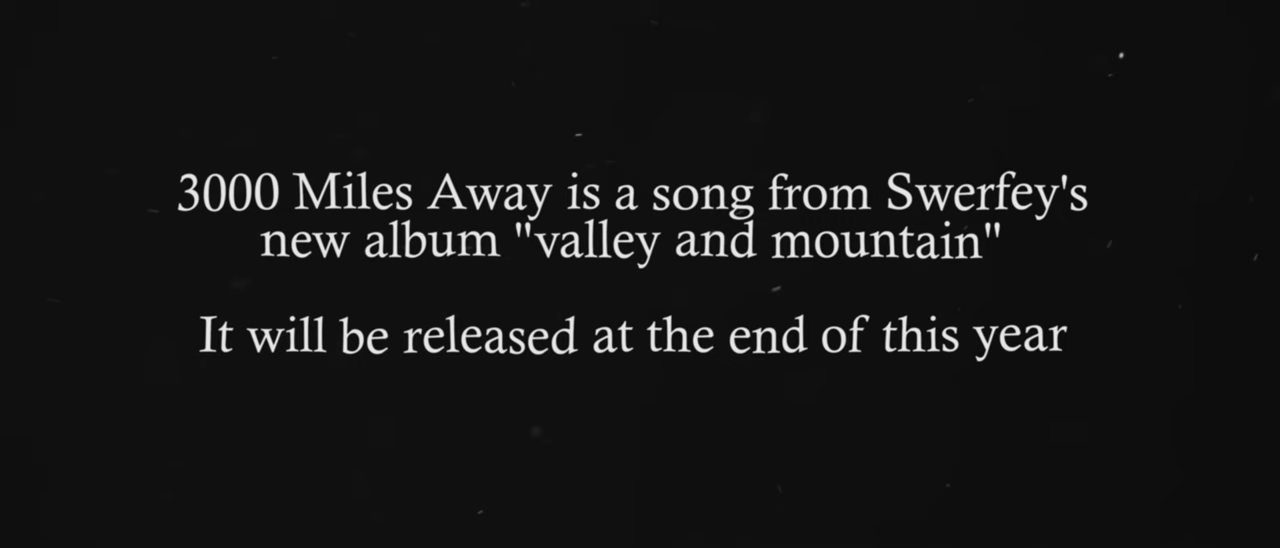 3000 Miles Away is a song from Swerfey's
new album "valley and mountain"
It will be released at the end of this year